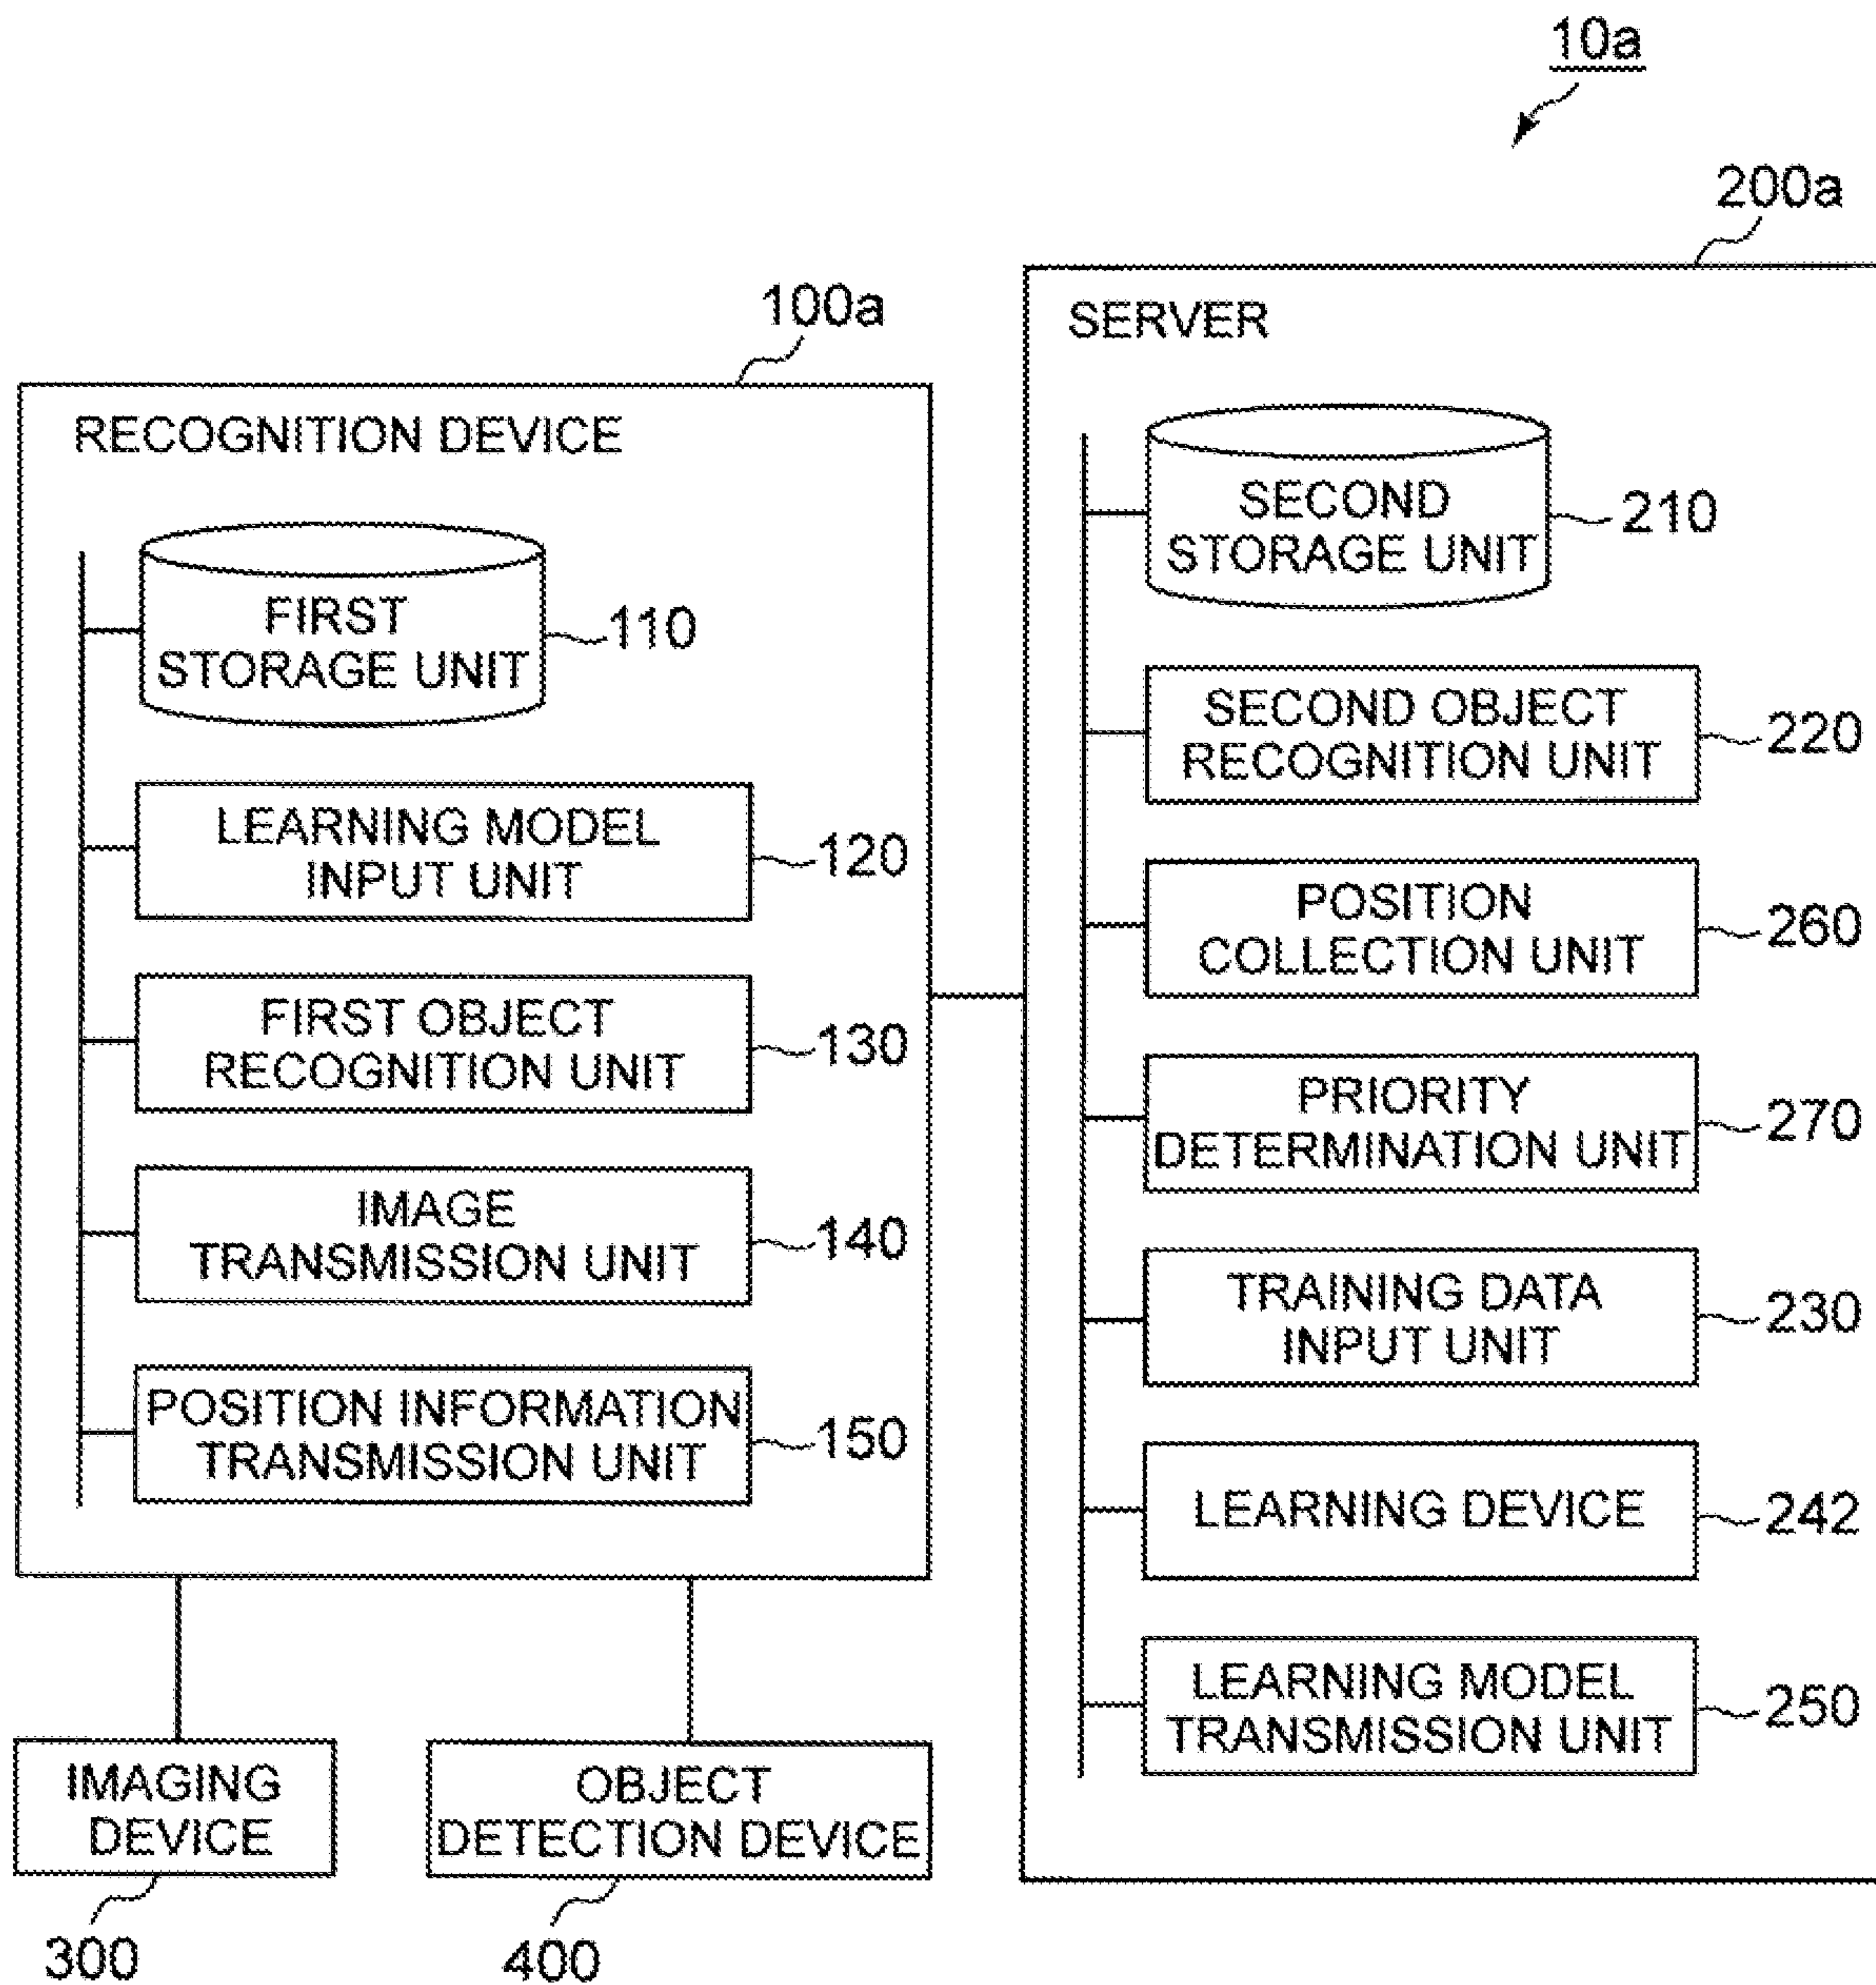 10a
200a
100a
SERVER
RECOGNITION DEVICE
SECOND
STORAGE UNIT
210
FIRST
STORAGE UNIT
110
SECOND OBJECT
RECOGNITION UNIT
220
LEARNING MODEL
INPUT UNIT
120
POSITION
COLLECTION UNIT
260
FIRST OBJECT
RECOGNITION UNIT
130
PRIORITY
DETERMINATION UNIT
270
IMAGE
TRANSMISSION UNIT
140
TRAINING DATA
INPUT UNIT
230
POSITION INFORMATION
TRANSMISSION UNIT
150
LEARNING DEVICE
242
LEARNING MODEL
TRANSMISSION UNIT
250
IMAGING
DEVICE
300
OBJECT
DETECTION DEVICE
400